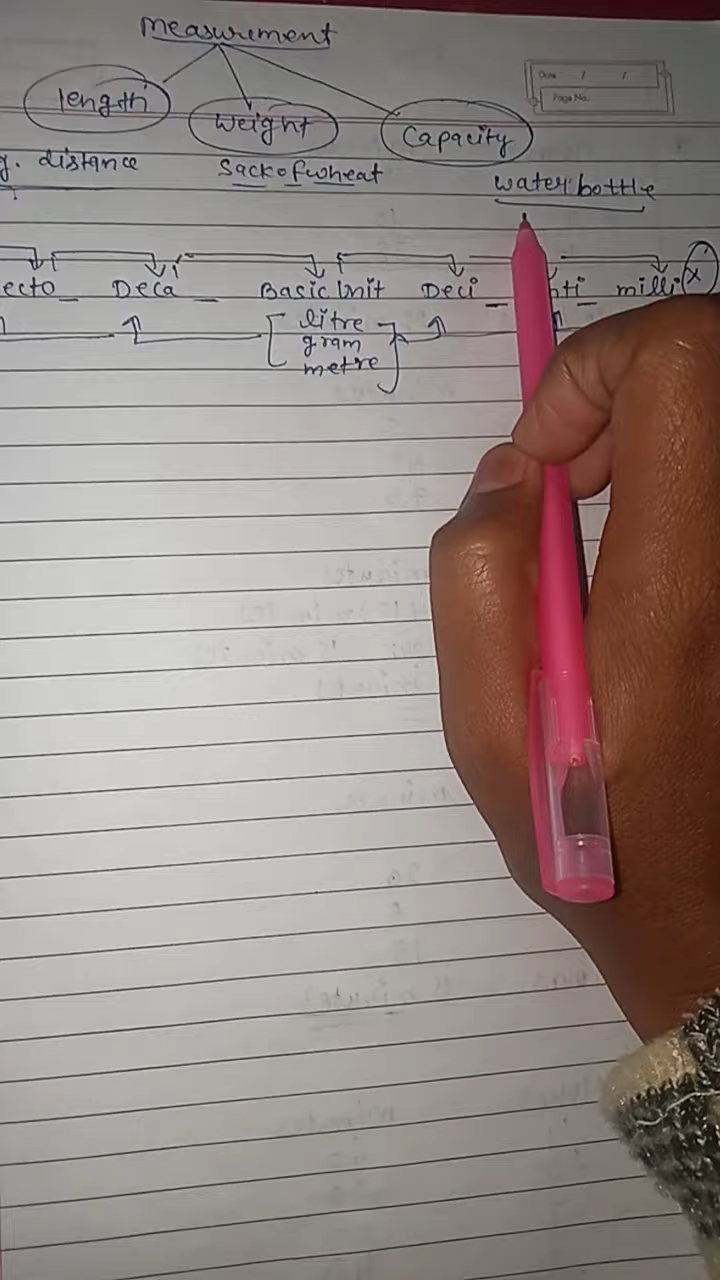 measurement
Date / /
Page No.
length
Weight
Capacity
g. distance
Sack of wheat
water bottle
ecto _ Deca _ Basic Unit Deci _ nti _ milli x
litre
gram
metre